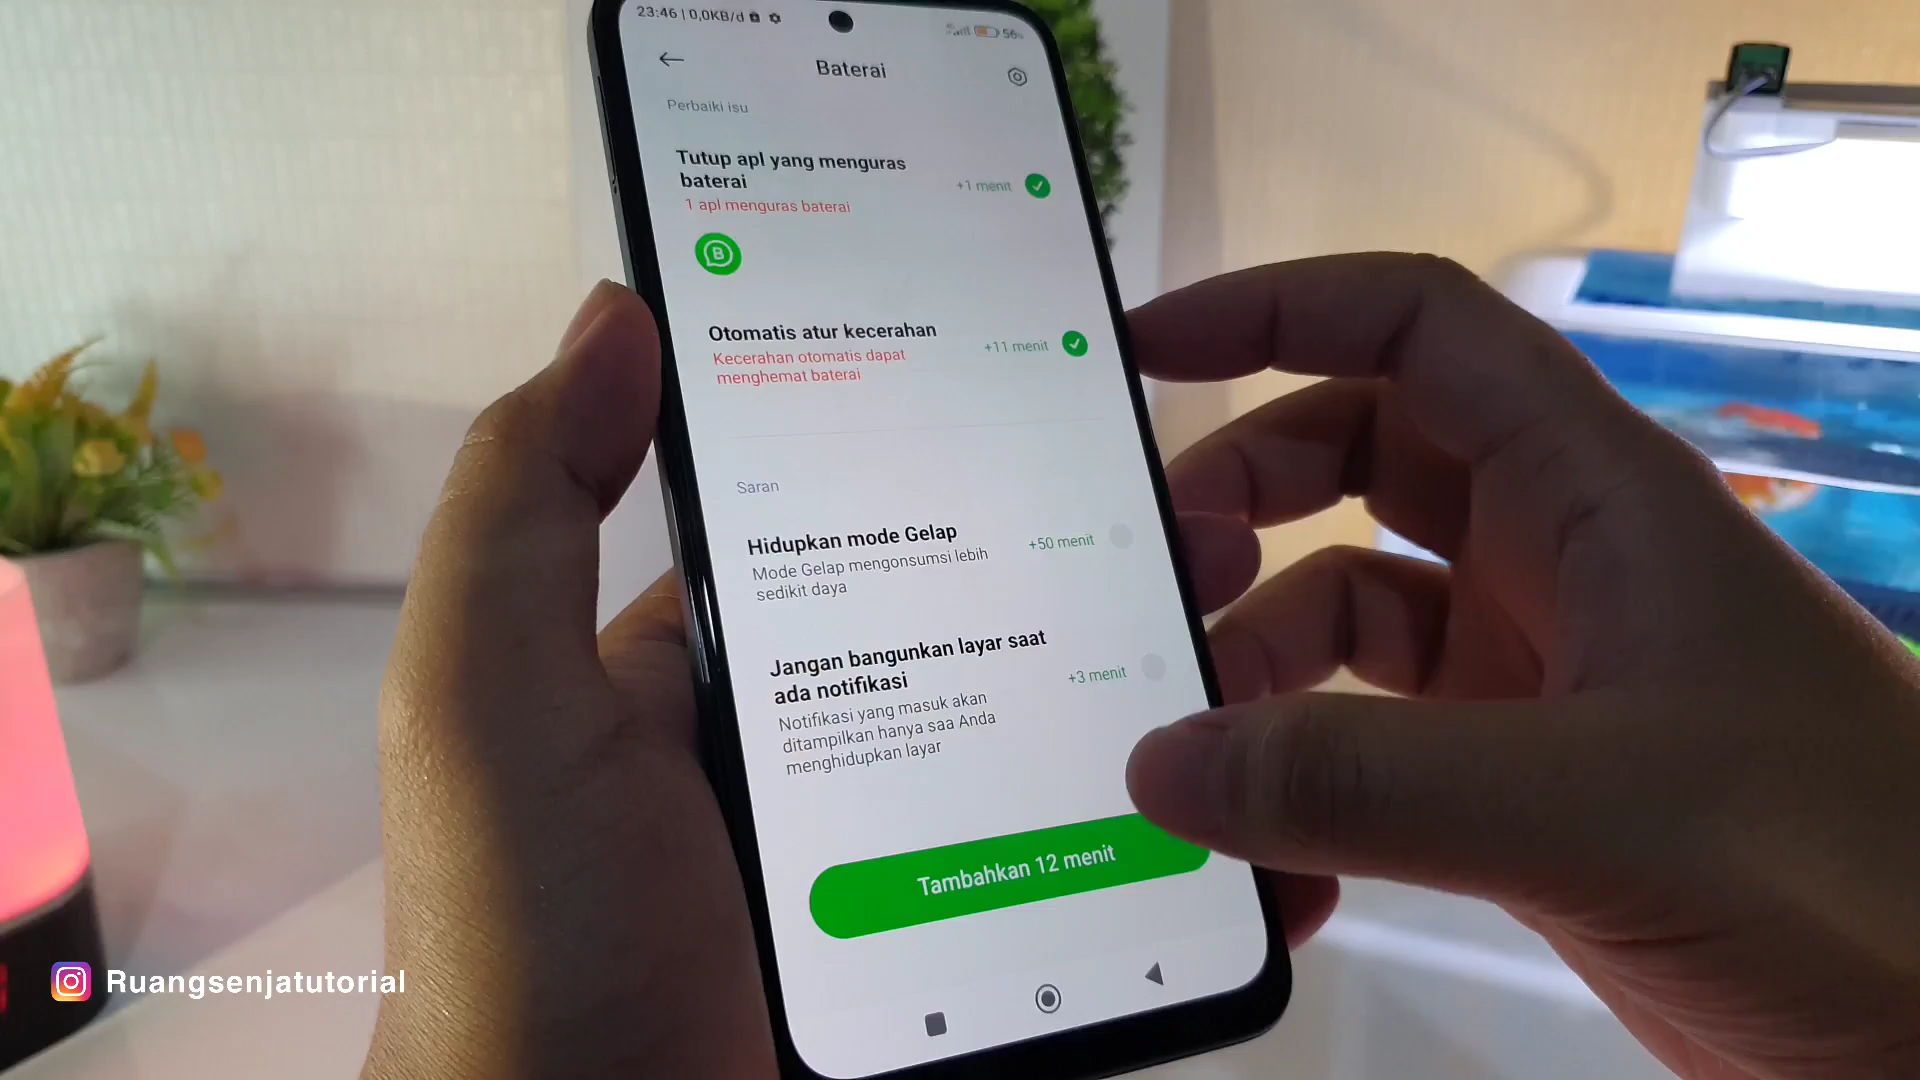 23:46 | 0,0KB/d
56%
Baterai
Perbaiki isu
Tutup apl yang menguras
baterai
+1 menit
1 apl menguras baterai
B
Otomatis atur kecerahan
+11 menit
Kecerahan otomatis dapat
menghemat baterai
Saran
Hidupkan mode Gelap
+50 menit
Mode Gelap mengonsumsi lebih
sedikit daya
Jangan bangunkan layar saat
ada notifikasi
+3 menit
Notifikasi yang masuk akan
ditampilkan hanya saa Anda
menghidupkan layar
Tambahkan 12 menit
Ruangsenjatutorial